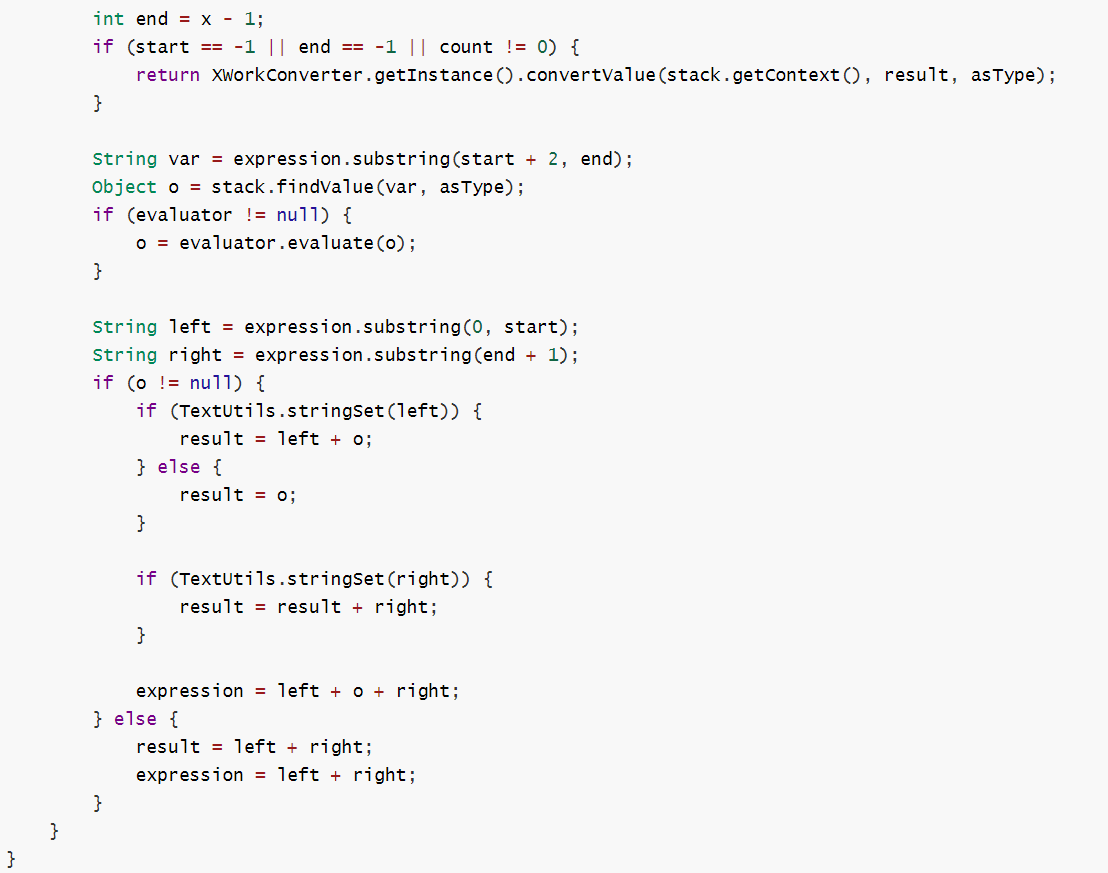 int end = x - 1;
if (start == -1 || end == -1 || count != 0) {
return XWorkConverter.getInstance().convertValue(stack.getContext(), result, asType);
}
String var = expression.substring(start + 2, end);
Object o = stack.findValue(var, asType);
if (evaluator != null) {
o = evaluator.evaluate(o);
}
String left = expression.substring(0, start);
String right = expression.substring(end + 1);
if (o != null) {
if (TextUtils.stringSet(left)) {
result = left + o;
} else {
result = o;
}
if (TextUtils.stringSet(right)) {
result = result + right;
}
expression = left + o + right;
} else {
result = left + right;
expression = left + right;
}
}
}